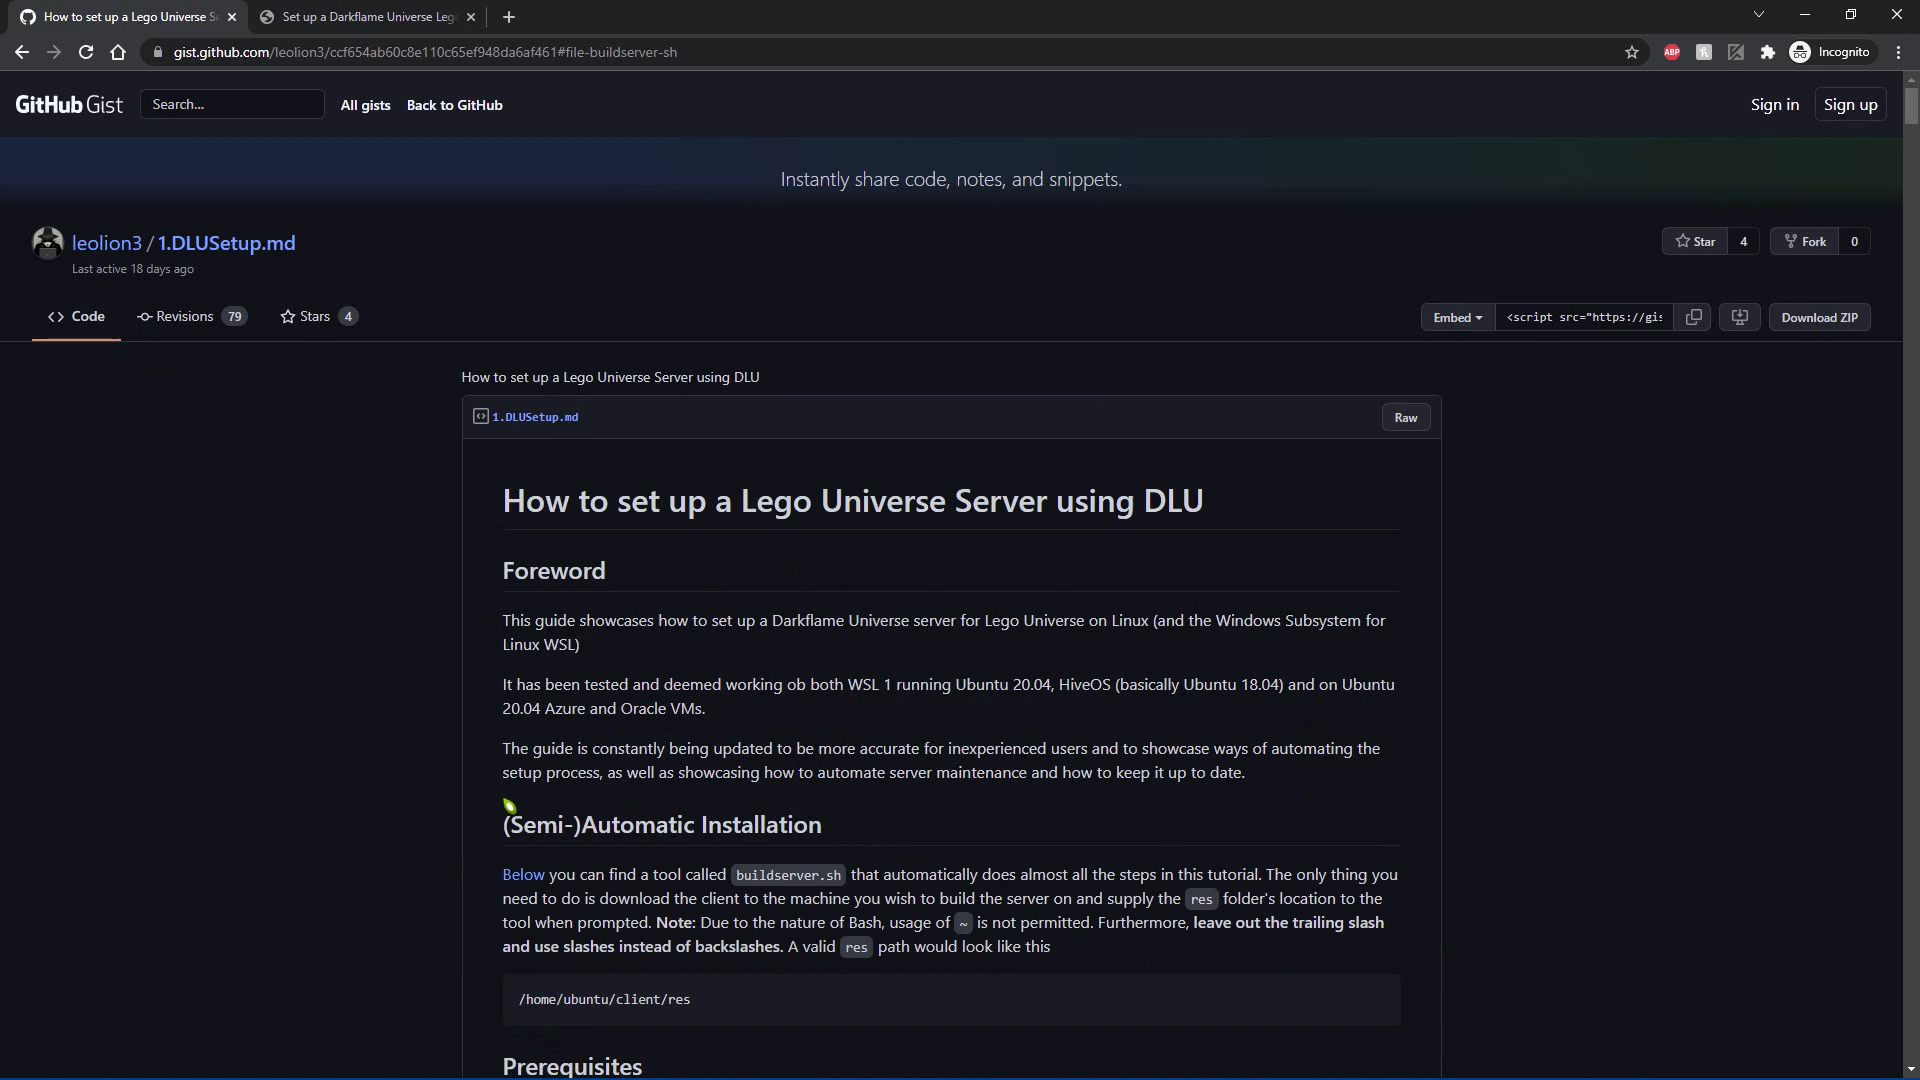 How to set up a Lego Universe S
Set up a Darkflame Universe Leg
gist.github.com/leolion3/ccf654ab60c8e110c65ef948da6af461#file-buildserver-sh
ABP
Incognito
GitHub Gist
Search...
All gists
Back to GitHub
Sign in
Sign up
Instantly share code, notes, and snippets.
leolion3 / 1.DLUSetup.md
Last active 18 days ago
Star 4
Fork 0
Code
Revisions 79
Stars 4
Embed
<script src="https://gis
Download ZIP
How to set up a Lego Universe Server using DLU
1.DLUSetup.md
Raw
How to set up a Lego Universe Server using DLU
Foreword
This guide showcases how to set up a Darkflame Universe server for Lego Universe on Linux (and the Windows Subsystem for
Linux WSL)
It has been tested and deemed working ob both WSL 1 running Ubuntu 20.04, HiveOS (basically Ubuntu 18.04) and on Ubuntu
20.04 Azure and Oracle VMs.
The guide is constantly being updated to be more accurate for inexperienced users and to showcase ways of automating the
setup process, as well as showcasing how to automate server maintenance and how to keep it up to date.
(Semi-)Automatic Installation
Below you can find a tool called buildserver.sh that automatically does almost all the steps in this tutorial. The only thing you
need to do is download the client to the machine you wish to build the server on and supply the res folder's location to the
tool when prompted. Note: Due to the nature of Bash, usage of ~ is not permitted. Furthermore, leave out the trailing slash
and use slashes instead of backslashes. A valid res path would look like this
/home/ubuntu/client/res
Prerequisites